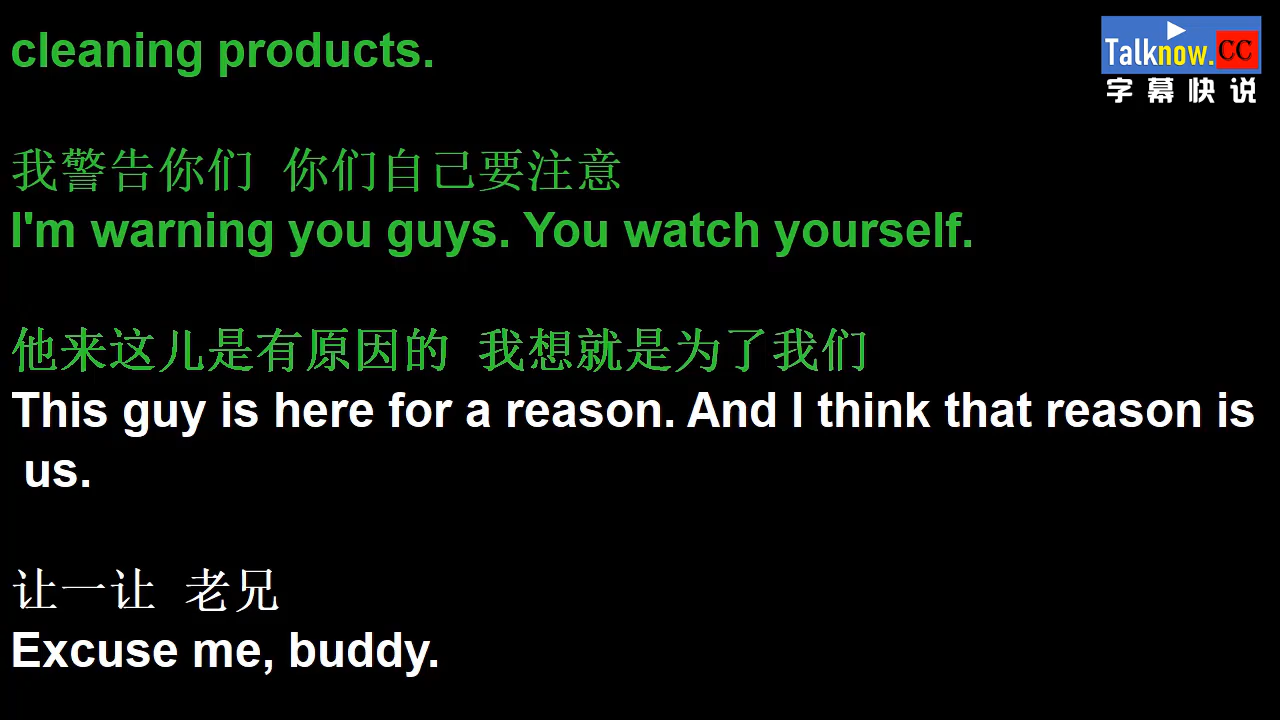 cleaning products.
Talknow.CC
字幕快说
我警告你们 你们自己要注意
I'm warning you guys. You watch yourself.
他来这儿是有原因的 我想就是为了我们
This guy is here for a reason. And I think that reason is
us.
让一让 老兄
Excuse me, buddy.